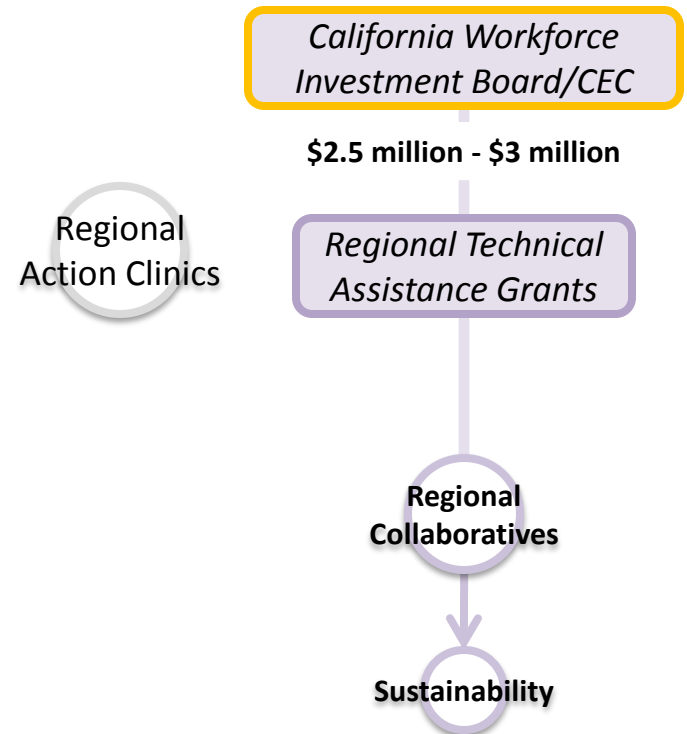 California Workforce
Investment Board/CEC
$2.5 million - $3 million
Regional
Action Clinics
Regional Technical
Assistance Grants
Regional
Collaboratives
Sustainability